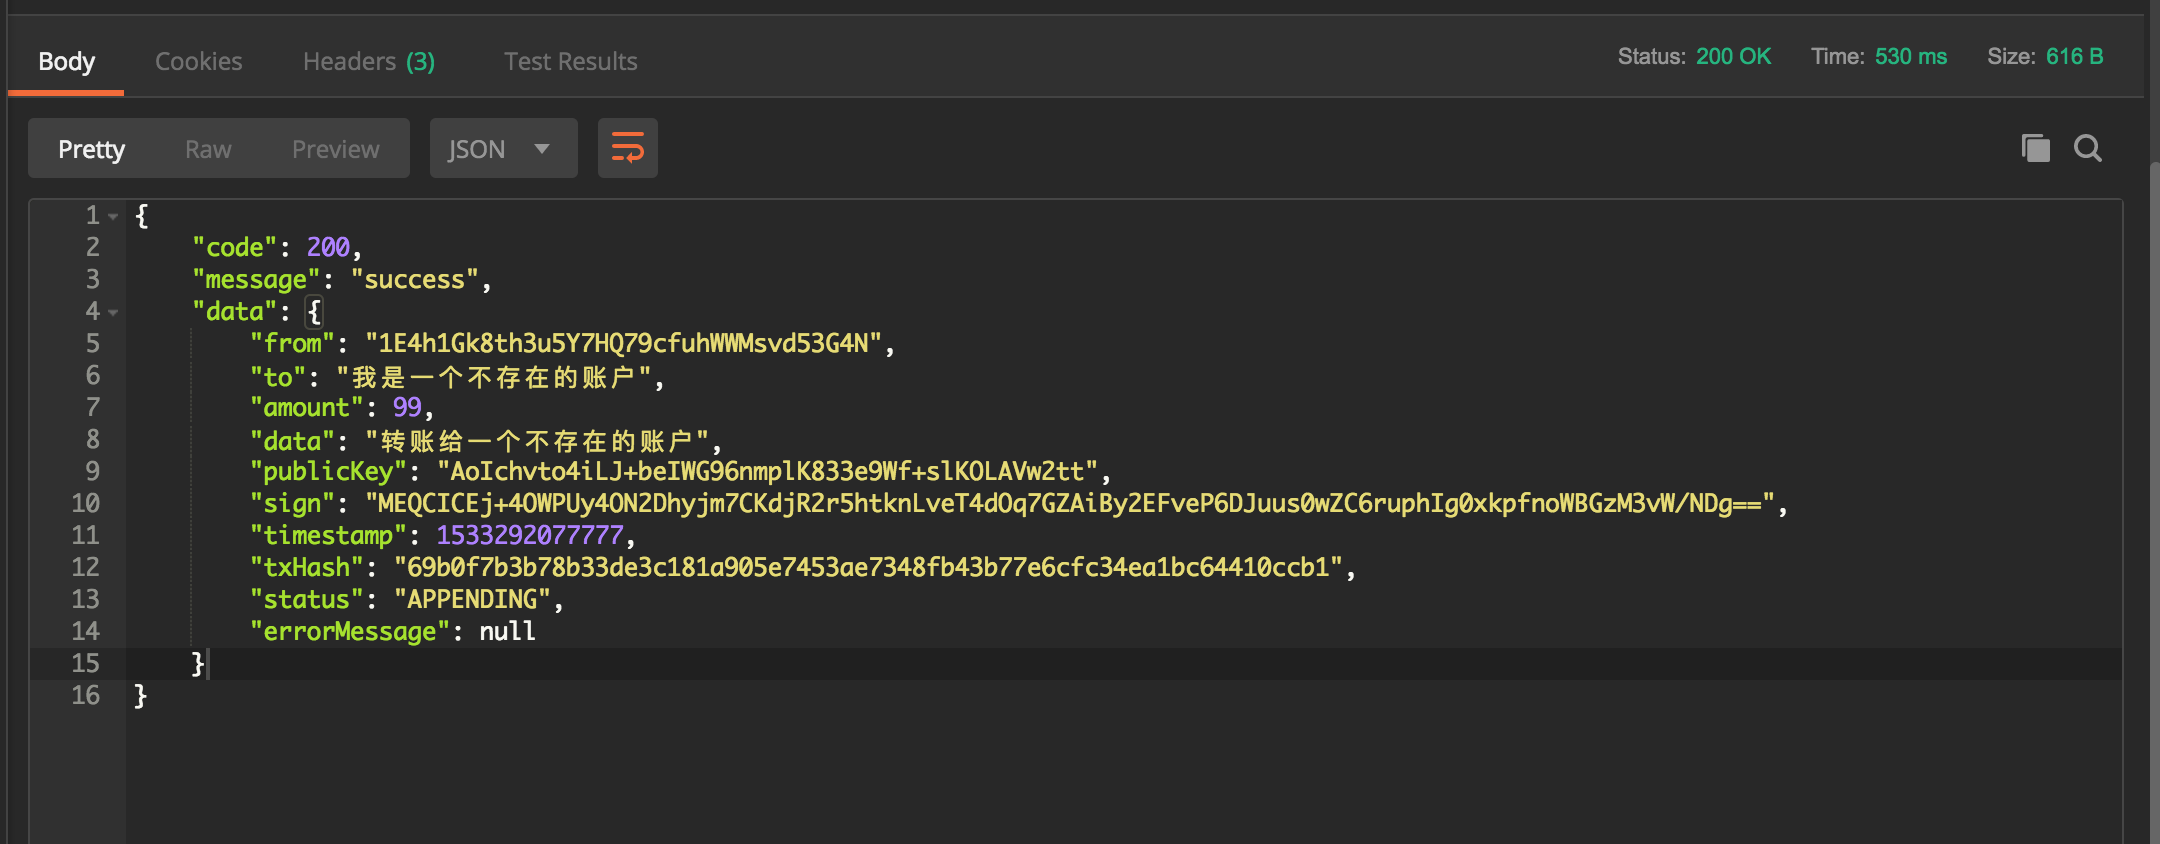 Body Cookies Headers (3) Test Results Status: 200 OK Time: 530 ms Size: 616 B
Pretty Raw Preview JSON
1 {
2 "code": 200,
3 "message": "success",
4 "data": {
5 "from": "1E4h1Gk8th3u5Y7HQ79cfuhWWMsvd53G4N",
6 "to": "我是一个不存在的账户",
7 "amount": 99,
8 "data": "转账给一个不存在的账户",
9 "publicKey": "AoIchvto4iLJ+beIWG96nmplK833e9Wf+slKOLAVw2tt",
10 "sign": "MEQCICEj+4OWPUy4ON2Dhyjm7CKdjR2r5htknLveT4dOq7GZAiBy2EFveP6DJuus0wZC6ruphIg0xkpfnoWBGzM3vW/NDg==",
11 "timestamp": 1533292077777,
12 "txHash": "69b0f7b3b78b33de3c181a905e7453ae7348fb43b77e6cfc34ea1bc64410ccb1",
13 "status": "APPENDING",
14 "errorMessage": null
15 }
16 }